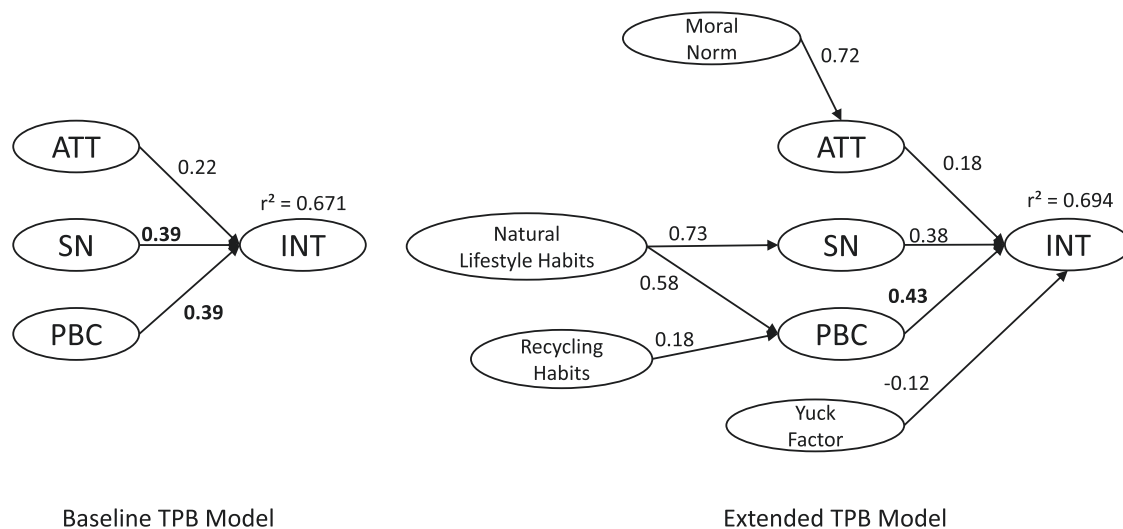 ATT
0.22
r² = 0.671
SN
0.39
INT
PBC
0.39
Baseline TPB Model
Moral
Norm
0.72
ATT
0.18
r² = 0.694
Natural
Lifestyle Habits
0.73
SN
0.38
INT
0.58
0.43
Recycling
Habits
0.18
PBC
-0.12
Yuck
Factor
Extended TPB Model